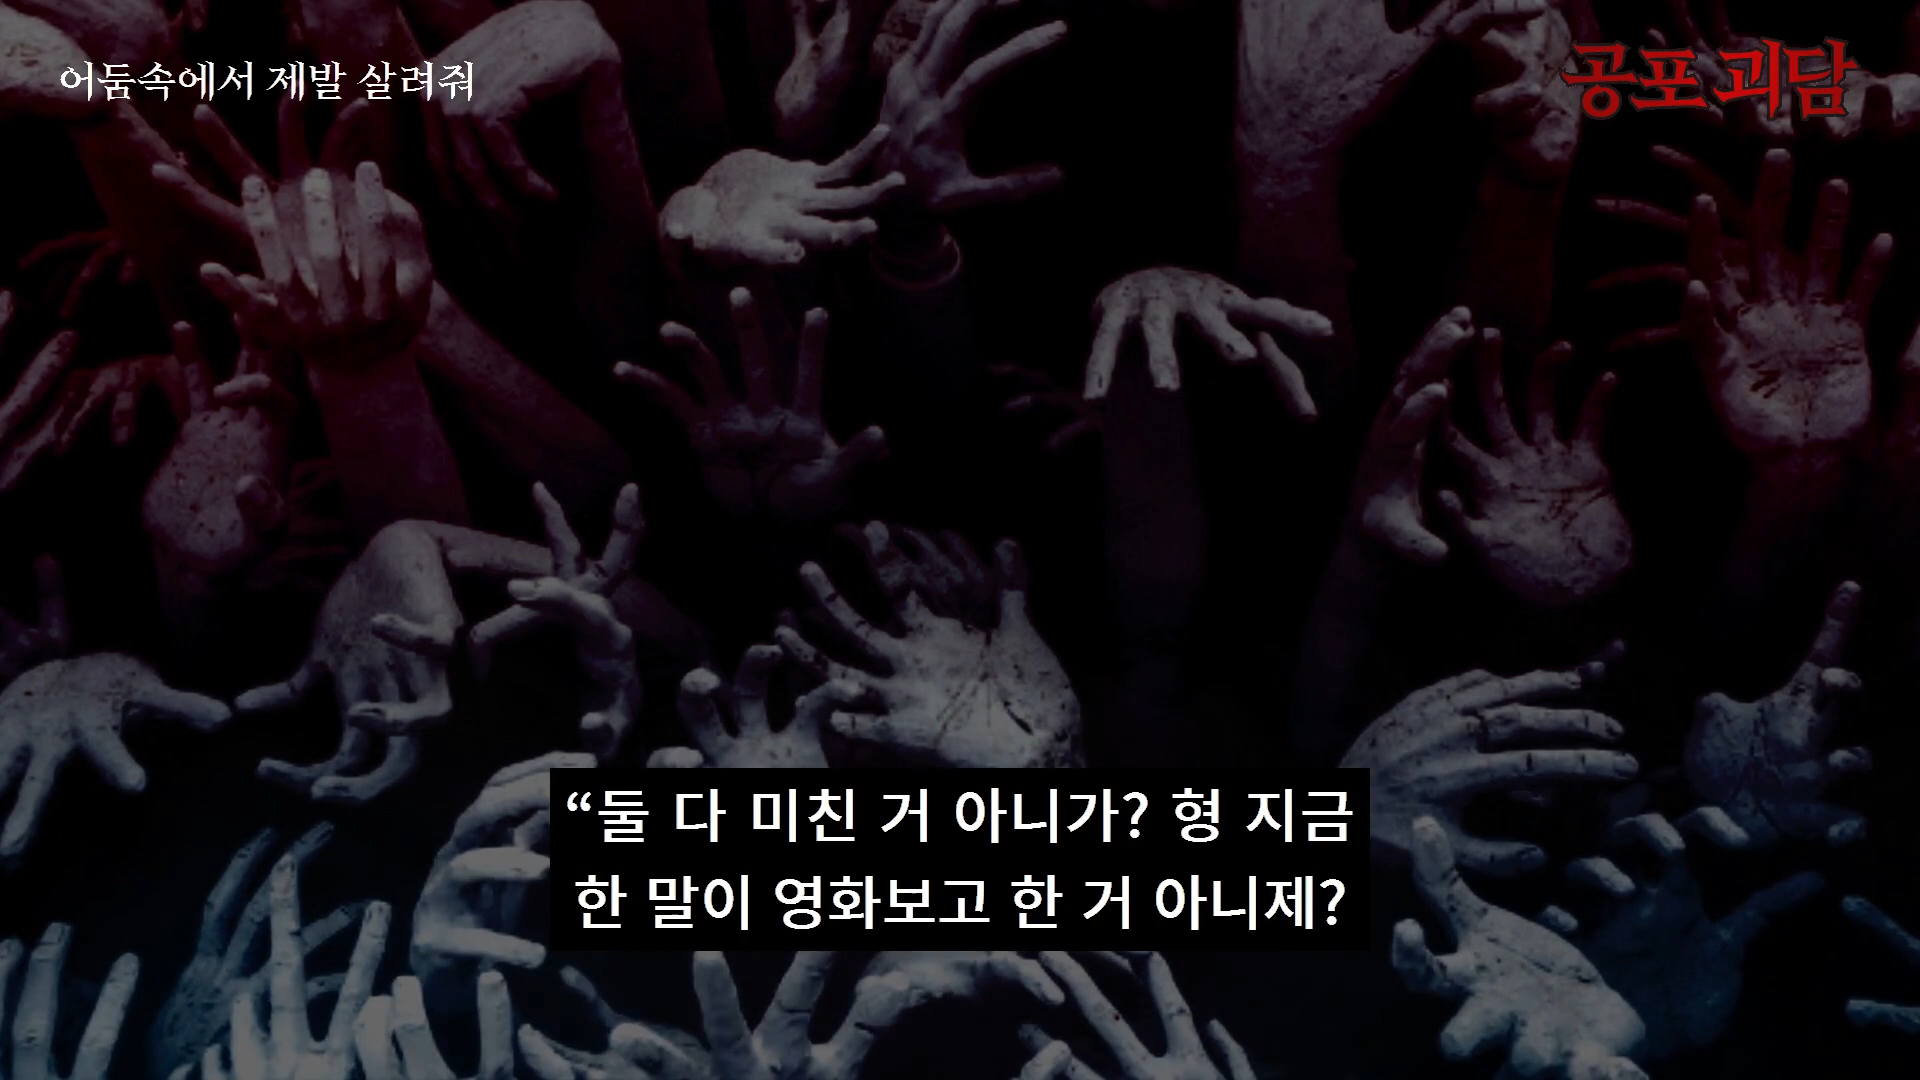 어둠속에서 제발 살려줘
공포 괴담
“둘 다 미친 거 아니가? 형 지금
한 말이 영화보고 한 거 아니제?